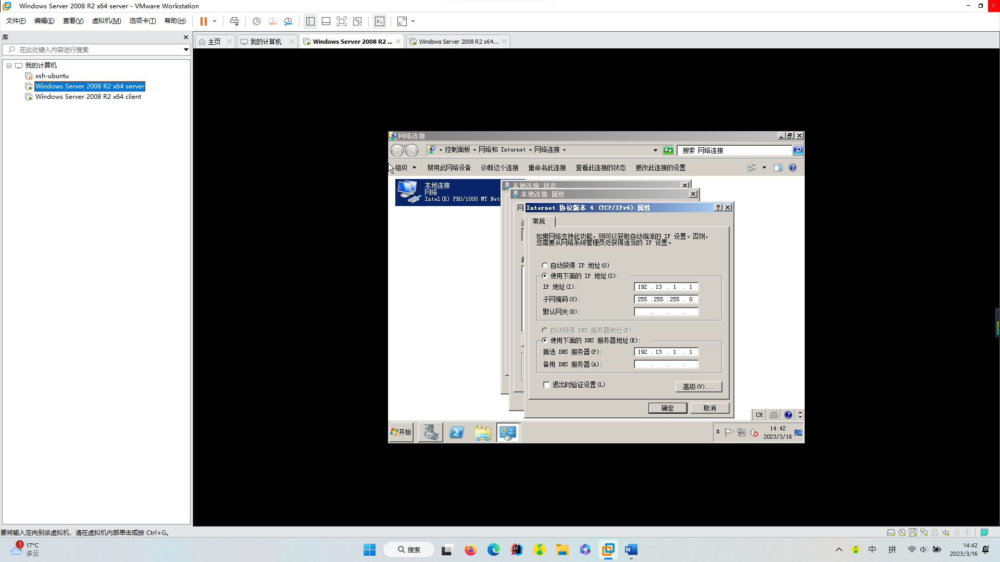 Windows Server 2008 R2 x64 server - VMware Workstation
文件(F) 编辑(E) 查看(V) 虚拟机(M) 选项卡(T) 帮助(H)
库
主页
我的计算机
Windows Server 2008 R2 ...
Windows Server 2008 R2 x64...
在此处键入内容进行搜索
我的计算机
xsh-ubuntu
Windows Server 2008 R2 x64 server
Windows Server 2008 R2 x64 client
网络连接
控制面板 网络和 Internet 网络连接
搜索 网络连接
组织 禁用此网络设备 诊断这个连接 重命名此连接 查看此连接的状态 更改此连接的设置
本地连接
网络
Intel(R) PRO/1000 MT Net
本地连接 状态
本地连接 属性
网
Internet 协议版本 4 (TCP/IPv4) 属性
常规
如果网络支持此功能，则可以获取自动指派的 IP 设置。否则，
您需要从网络系统管理员处获得适当的 IP 设置。
自动获得 IP 地址(O)
使用下面的 IP 地址(S):
IP 地址(I): 192 . 13 . 1 . 1
子网掩码(U): 255 .255 .255 . 0
默认网关(D): . . .
自动获得 DNS 服务器地址(B)
使用下面的 DNS 服务器地址(E):
首选 DNS 服务器(P): 192 . 13 . 1 . 1
备用 DNS 服务器(A): . . .
退出时验证设置(L)
高级(V)...
确定 取消
CH
开始
14:42
2023/3/16
要将输入定向到该虚拟机，请在虚拟机内部单击或按 Ctrl+G。
1
17°C
多云
搜索
中 拼
14:42
2023/3/16